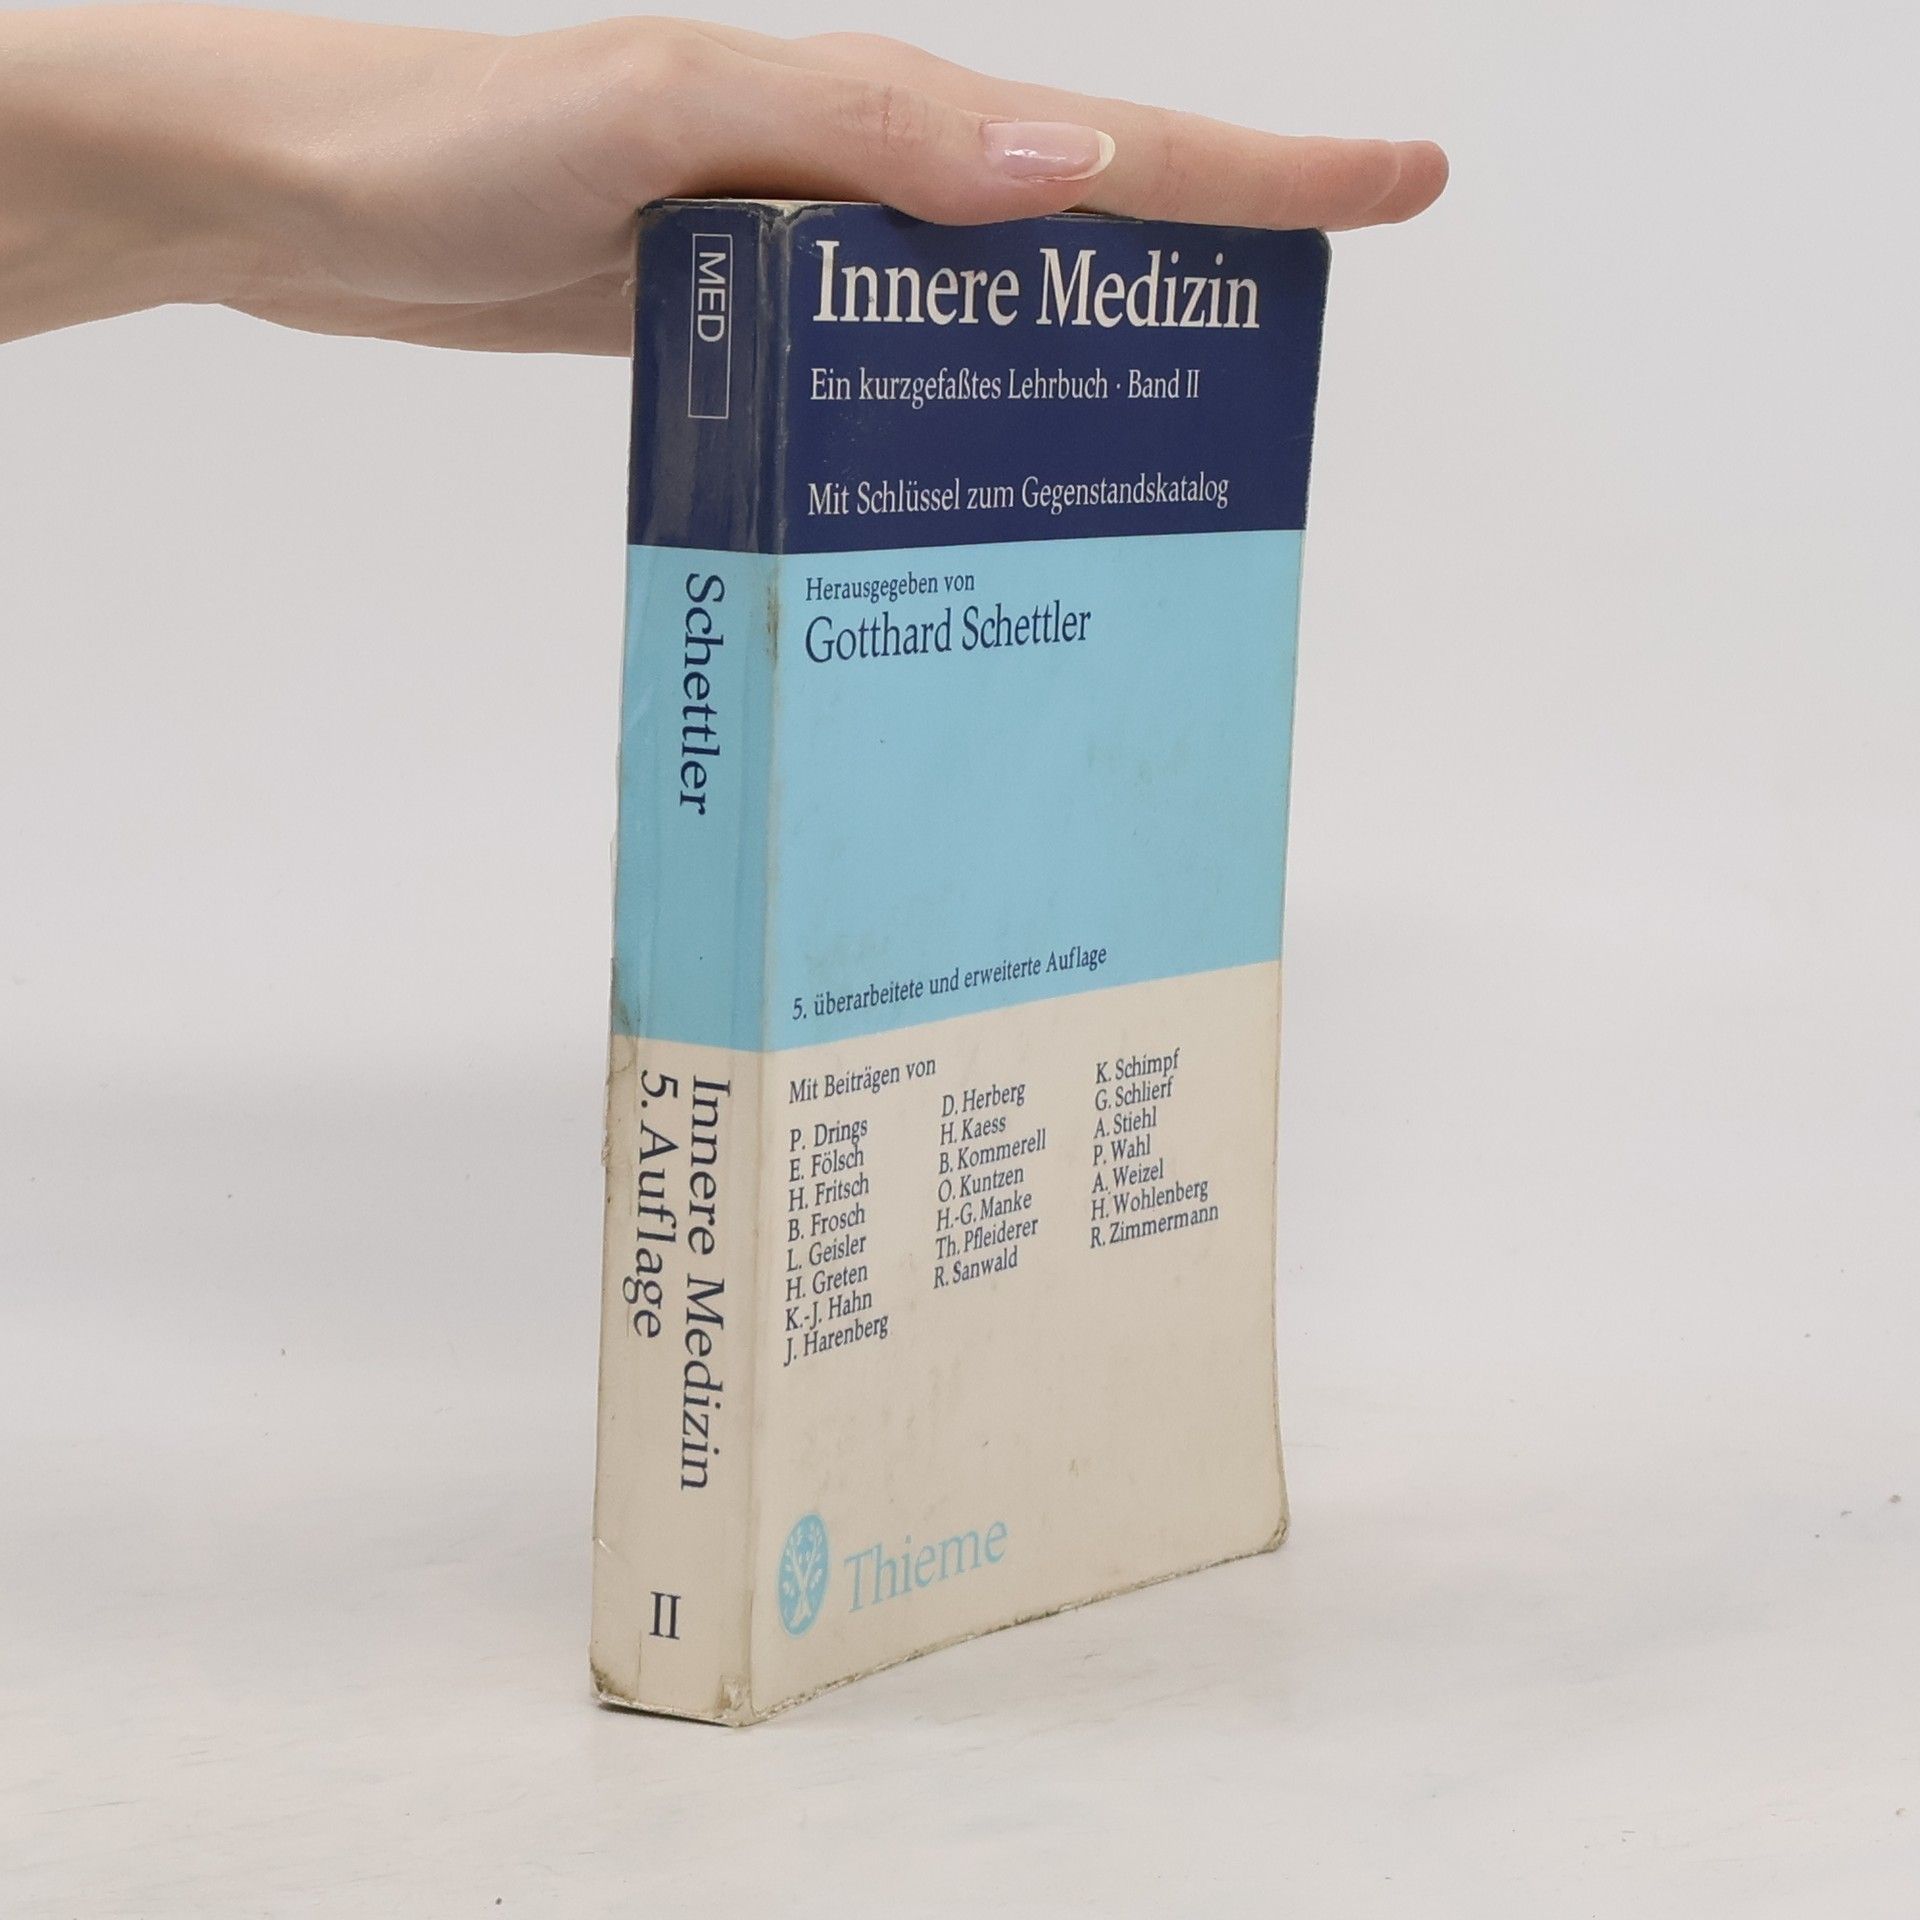 MED
Schettler
Innere Medizin
5. Auflage
II
Innere Medizin
Ein kurzgefaßtes Lehrbuch · Band II
Mit Schlüssel zum Gegenstandskatalog
Herausgegeben von
Gotthard Schettler
5. überarbeitete und erweiterte Auflage
Mit Beiträgen von
P. Drings
E. Fölsch
H. Fritsch
B. Frosch
L. Geisler
H. Greten
K.-J. Hahn
J. Harenberg
D. Herberg
H. Kaess
B. Kommerell
O. Kuntzen
H.-G. Manke
Th. Pfleiderer
R. Sanwald
K. Schimpf
G. Schlierf
A. Stiehl
P. Wahl
A. Weizel
H. Wohlenberg
R. Zimmermann
Thieme